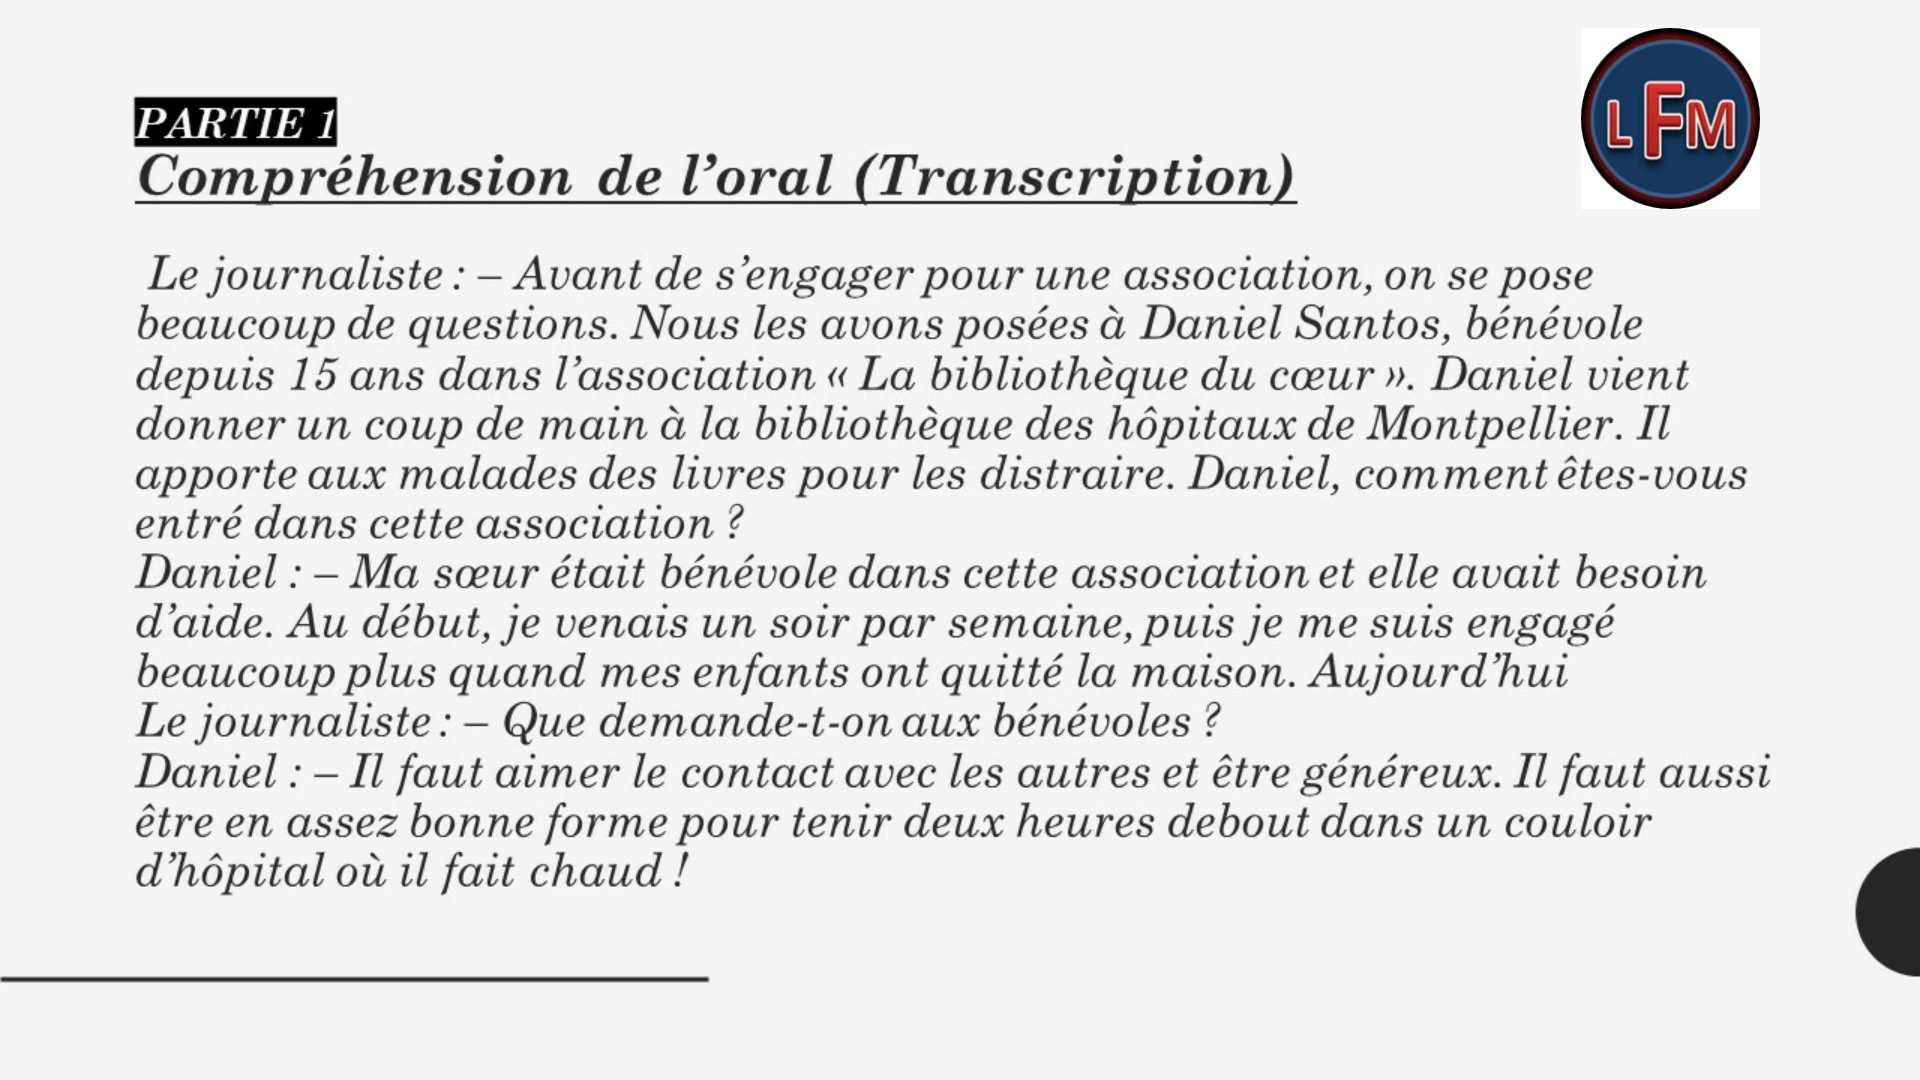 LFM
PARTIE 1
Compréhension de l’oral (Transcription)
Le journaliste : – Avant de s’engager pour une association, on se pose
beaucoup de questions. Nous les avons posées à Daniel Santos, bénévole
depuis 15 ans dans l’association « La bibliothèque du cœur ». Daniel vient
donner un coup de main à la bibliothèque des hôpitaux de Montpellier. Il
apporte aux malades des livres pour les distraire. Daniel, comment êtes-vous
entré dans cette association ?
Daniel : – Ma sœur était bénévole dans cette association et elle avait besoin
d’aide. Au début, je venais un soir par semaine, puis je me suis engagé
beaucoup plus quand mes enfants ont quitté la maison. Aujourd’hui
Le journaliste : – Que demande-t-on aux bénévoles ?
Daniel : – Il faut aimer le contact avec les autres et être généreux. Il faut aussi
être en assez bonne forme pour tenir deux heures debout dans un couloir
d’hôpital où il fait chaud !